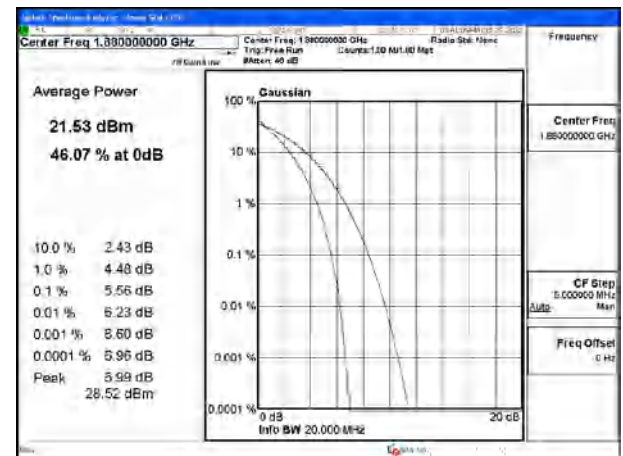 Center Freq 1.880000000 GHz
Center Freq: 1.880000000 GHz
Radio Std: None
Trig: Free Run
Counts:1.00 M/1.00 Mpt
#Atten: 40 dB
Frequency
Average Power
21.53 dBm
46.07 % at 0dB
10.0 % 2.43 dB
1.0 % 4.48 dB
0.1 % 5.56 dB
0.01 % 6.23 dB
0.001 % 6.60 dB
0.0001 % 6.96 dB
Peak 6.99 dB
28.52 dBm
Gaussian
100 %
10 %
1 %
0.1 %
0.01 %
0.001 %
0.0001 %
0 dB
20 dB
Info BW 20.000 MHz
Center Freq
1.880000000 GHz
CF Step
5.000000 MHz
Auto Man
Freq Offset
0 Hz